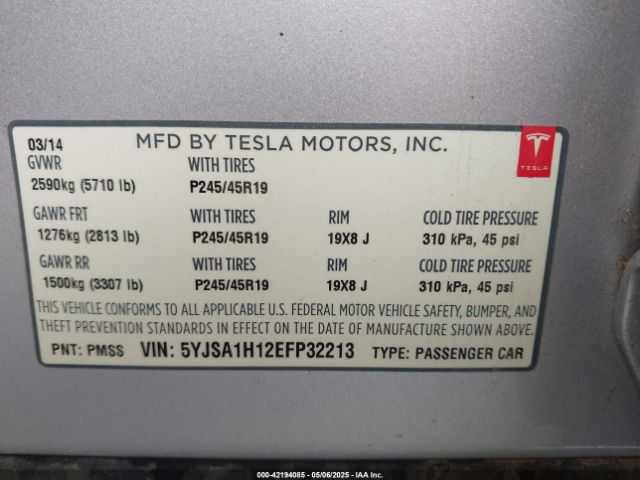 03/14 MFD BY TESLA MOTORS, INC.
TESLA
GVWR WITH TIRES
2590kg (5710 lb) P245/45R19
GAWR FRT WITH TIRES RIM COLD TIRE PRESSURE
1276kg (2813 lb) P245/45R19 19X8 J 310 kPa, 45 psi
GAWR RR WITH TIRES RIM COLD TIRE PRESSURE
1500kg (3307 lb) P245/45R19 19X8 J 310 kPa, 45 psi
THIS VEHICLE CONFORMS TO ALL APPLICABLE U.S. FEDERAL MOTOR VEHICLE SAFETY, BUMPER, AND
THEFT PREVENTION STANDARDS IN EFFECT ON THE DATE OF MANUFACTURE SHOWN ABOVE.
PNT: PMSS VIN: 5YJSA1H12EFP32213 TYPE: PASSENGER CAR
© 42194085 - 05/06/2025 - IAA Inc.